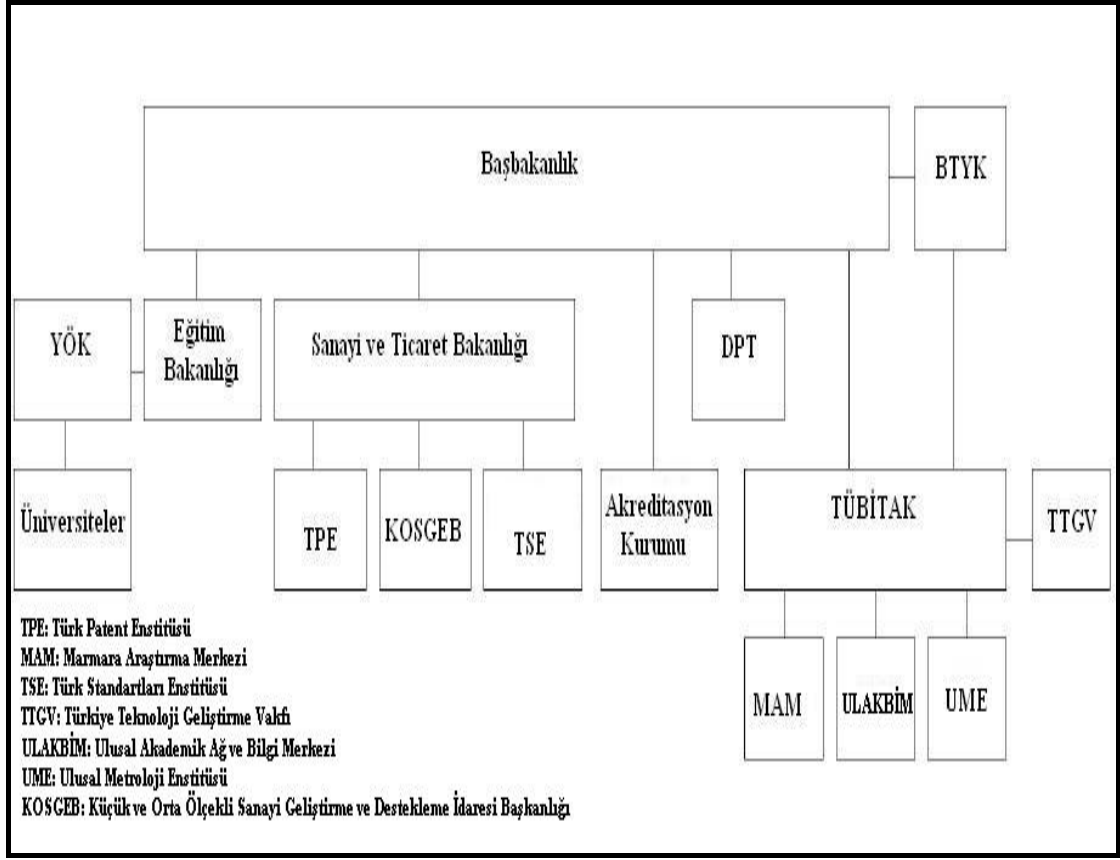 Başbakanlık
BTYK
YÖK
Eğitim
Bakanlığı
Sanayi ve Ticaret Bakanlığı
DPT
Üniversiteler
TPE
KOSGEB
TSE
Akreditasyon
Kurumu
TÜBİTAK
TTGV
MAM
ULAKBİM
UME
TPE: Türk Patent Enstitüsü
MAM: Marmara Araştırma Merkezi
TSE: Türk Standartları Enstitüsü
TTGV: Türkiye Teknoloji Geliştirme Vakfı
ULAKBİM: Ulusal Akademik Ağ ve Bilgi Merkezi
UME: Ulusal Metroloji Enstitüsü
KOSGEB: Küçük ve Orta Ölçekli Sanayi Geliştirme ve Destekleme İdaresi Başkanlığı